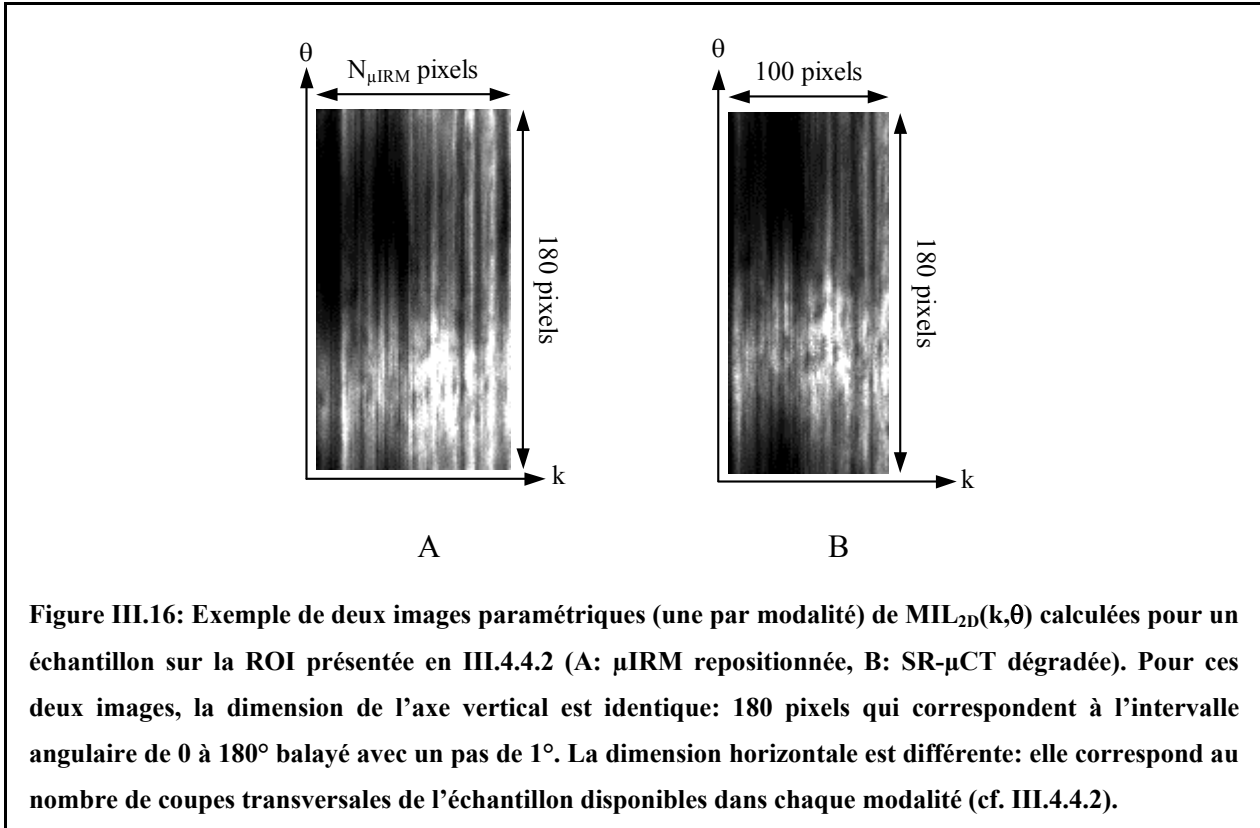 θ
N_µIRM pixels
180 pixels
k
A
θ
100 pixels
180 pixels
k
B
Figure III.16: Exemple de deux images paramétriques (une par modalité) de MIL2D(k,θ) calculées pour un
échantillon sur la ROI présentée en III.4.4.2 (A: µIRM repositionnée, B: SR-µCT dégradée). Pour ces
deux images, la dimension de l’axe vertical est identique: 180 pixels qui correspondent à l’intervalle
angulaire de 0 à 180° balayé avec un pas de 1°. La dimension horizontale est différente: elle correspond au
nombre de coupes transversales de l’échantillon disponibles dans chaque modalité (cf. III.4.4.2).